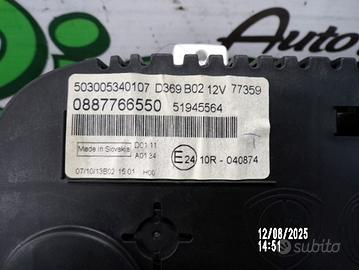 Auto
503005340107 D369 B02 12V 77359
0887766550 51945564
Made in Slovakia
D01 11
A01 34
E 24 10R - 040874
07/10/13B02 15:01 H00
12/08/2025
14:51
subito